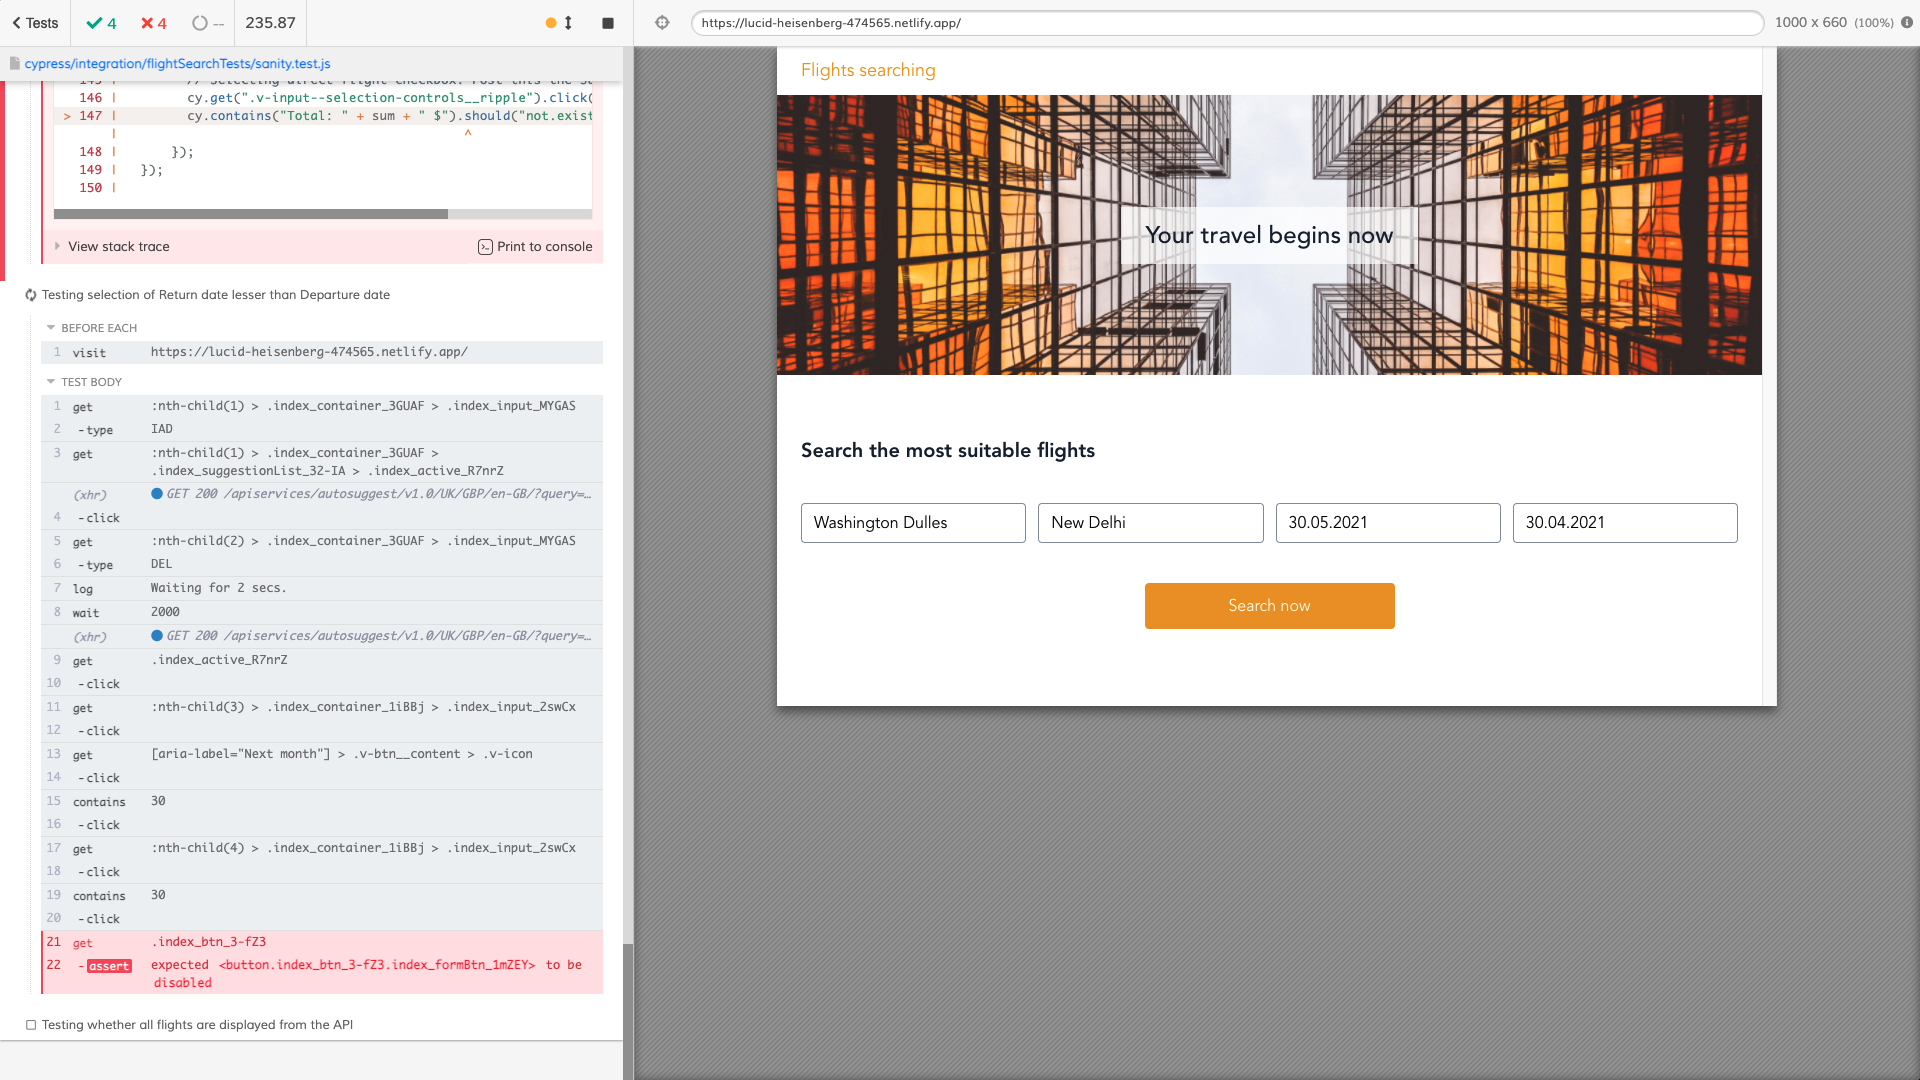 Tests
4
4
--
235.87
https://lucid-heisenberg-474565.netlify.app/
1000 x 660 (100%)
cypress/integration/flightSearchTests/sanity.test.js
146 | cy.get(".v-input--selection-controls__ripple").click(
> 147 | cy.contains("Total: " + sum + " $").should("not.exist
| ^
148 | });
149 | });
150 |
View stack trace
Print to console
Testing selection of Return date lesser than Departure date
BEFORE EACH
1 visit https://lucid-heisenberg-474565.netlify.app/
TEST BODY
1 get :nth-child(1) > .index_container_3GUAF > .index_input_MYGAS
2 -type IAD
3 get :nth-child(1) > .index_container_3GUAF >
.index_suggestionList_32-IA > .index_active_R7nrZ
(xhr) GET 200 /apiservices/autosuggest/v1.0/UK/GBP/en-GB/?query=…
4 -click
5 get :nth-child(2) > .index_container_3GUAF > .index_input_MYGAS
6 -type DEL
7 log Waiting for 2 secs.
8 wait 2000
(xhr) GET 200 /apiservices/autosuggest/v1.0/UK/GBP/en-GB/?query=…
9 get .index_active_R7nrZ
10 -click
11 get :nth-child(3) > .index_container_1iBBj > .index_input_2swCx
12 -click
13 get [aria-label="Next month"] > .v-btn__content > .v-icon
14 -click
15 contains 30
16 -click
17 get :nth-child(4) > .index_container_1iBBj > .index_input_2swCx
18 -click
19 contains 30
20 -click
21 get .index_btn_3-fZ3
22 -assert expected <button.index_btn_3-fZ3.index_formBtn_1mZEY> to be
disabled
Testing whether all flights are displayed from the API
Flights searching
Your travel begins now
Search the most suitable flights
Washington Dulles
New Delhi
30.05.2021
30.04.2021
Search now